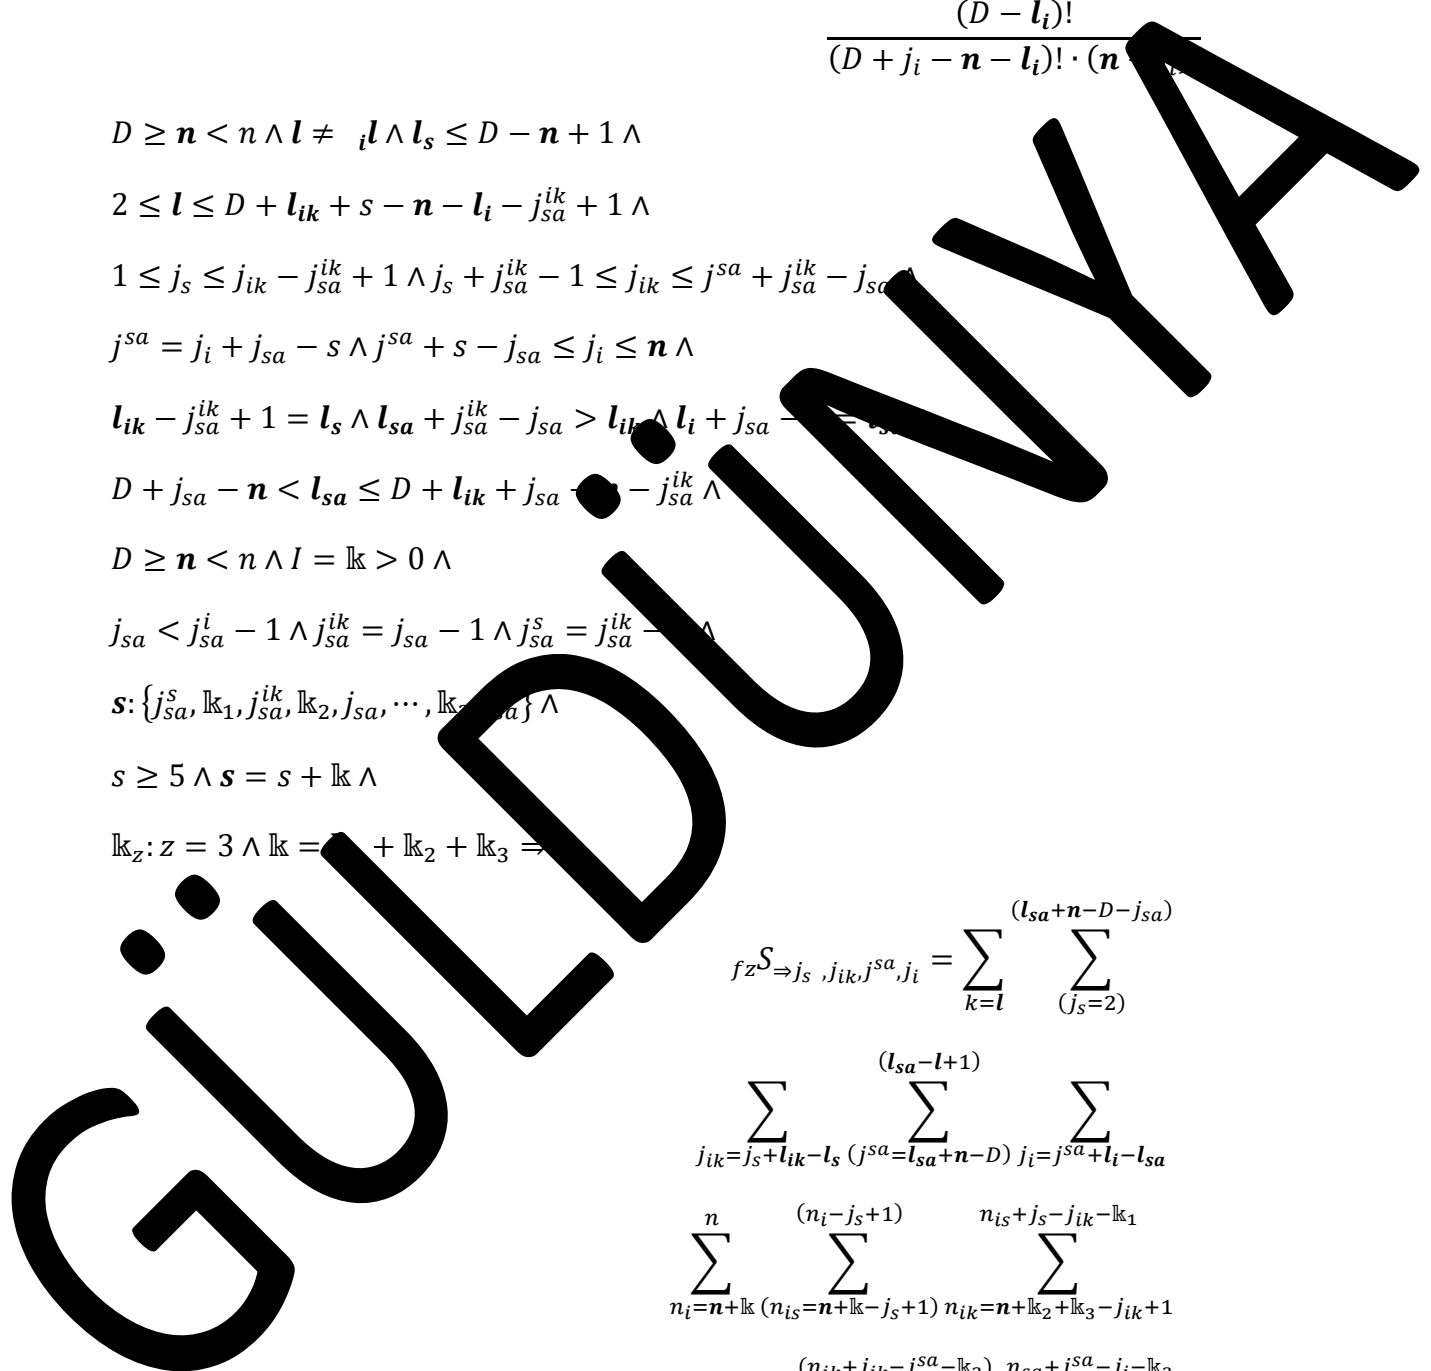 (D − l_i)!
(D + j_i − n − l_i)! · (n
D ≥ n < n ∧ l ≠ _il ∧ l_s ≤ D − n + 1 ∧
2 ≤ l ≤ D + l_ik + s − n − l_i − j_sa^ik + 1 ∧
1 ≤ j_s ≤ j_ik − j_sa^ik + 1 ∧ j_s + j_sa^ik − 1 ≤ j_ik ≤ j^sa + j_sa^ik − j_sa ∧
j^sa = j_i + j_sa − s ∧ j^sa + s − j_sa ≤ j_i ≤ n ∧
l_ik − j_sa^ik + 1 = l_s ∧ l_sa + j_sa^ik − j_sa > l_ik ∧ l_i + j_sa − =
D + j_sa − n < l_sa ≤ D + l_ik + j_sa − − j_sa^ik ∧
D ≥ n < n ∧ I = 𝕜 > 0 ∧
j_sa < j_sa^i − 1 ∧ j_sa^ik = j_sa − 1 ∧ j_sa^s = j_sa^ik − ∧
s: {j_sa^s, 𝕜_1, j_sa^ik, 𝕜_2, j_sa, ⋯ , } ∧
s ≥ 5 ∧ s = s + 𝕜 ∧
𝕜_z: z = 3 ∧ 𝕜 = + 𝕜_2 + 𝕜_3 ⇒
GÜLDÜNYA
(l_sa+n−D−j_sa)
_fzS_⇒j_s ,j_ik,j^sa,j_i = ∑ ∑
k=l (j_s=2)
(l_sa−l+1)
∑ ∑ ∑
j_ik=j_s+l_ik−l_s (j^sa=l_sa+n−D) j_i=j^sa+l_i−l_sa
n (n_i−j_s+1) n_is+j_s−j_ik−𝕜_1
∑ ∑ ∑
n_i=n+𝕜 (n_is=n+𝕜−j_s+1) n_ik=n+𝕜_2+𝕜_3−j_ik+1